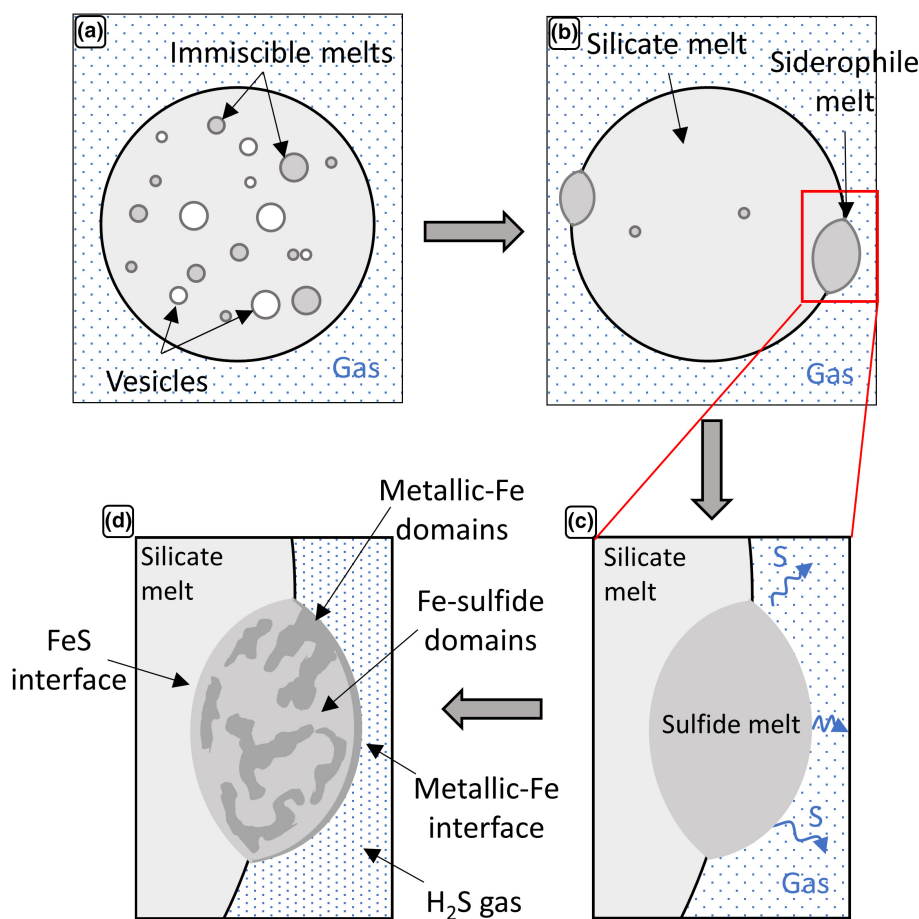 (a)
Immiscible melts
Vesicles
Gas
(b)
Silicate melt
Siderophile
melt
Gas
(c)
Silicate
melt
S
Sulfide melt
S
Gas
(d)
Silicate
melt
Metallic-Fe
domains
Fe-sulfide
domains
FeS
interface
Metallic-Fe
interface
H₂S gas